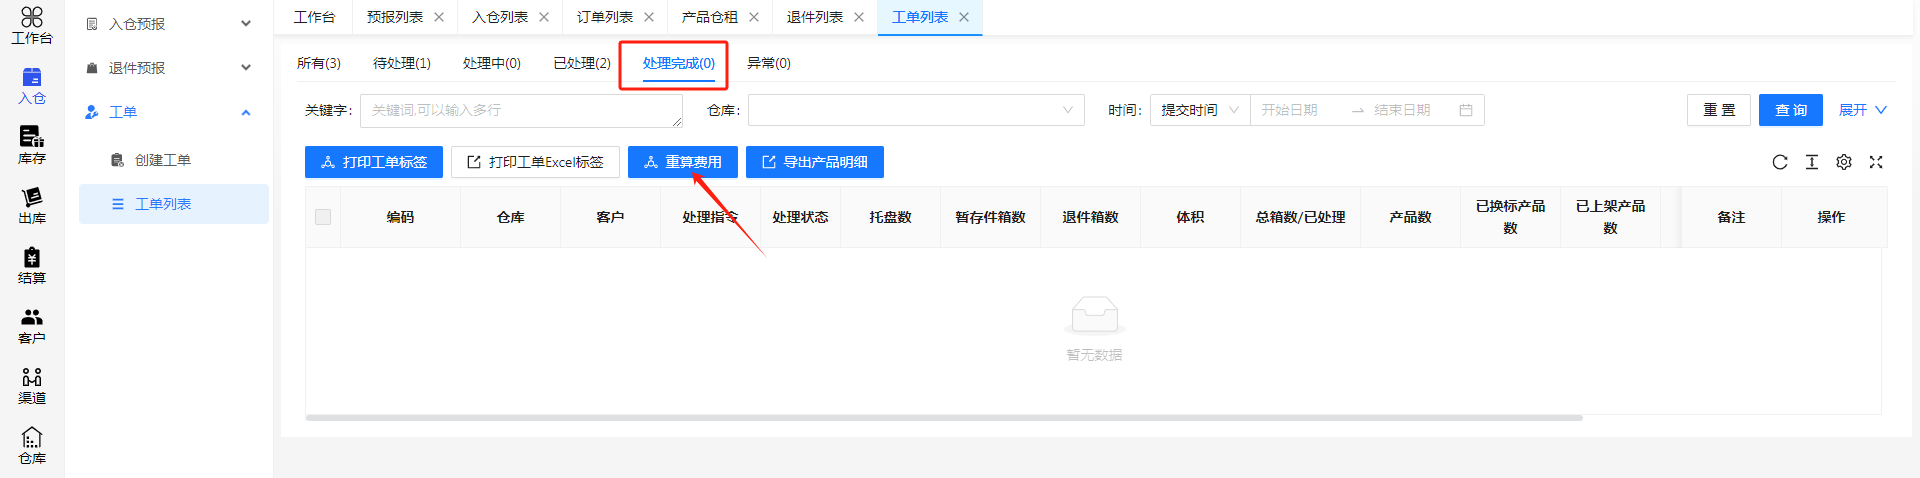 工作台
入仓
库存
出库
结算
客户
渠道
仓库
入仓预报
退件预报
工单
创建工单
工单列表
工作台 预报列表 入仓列表 订单列表 产品仓租 退件列表 工单列表
所有(3) 待处理(1) 处理中(0) 已处理(2) 处理完成(0) 异常(0)
关键字: 关键词,可以输入多行 仓库: 时间: 提交时间 开始日期 结束日期 重置 查询 展开
打印工单标签 打印工单Excel标签 重算费用 导出产品明细
编码 仓库 客户 处理指令 处理状态 托盘数 暂存件箱数 退件箱数 体积 总箱数/已处理 产品数 已换标产品数 已上架产品数 备注 操作
暂无数据